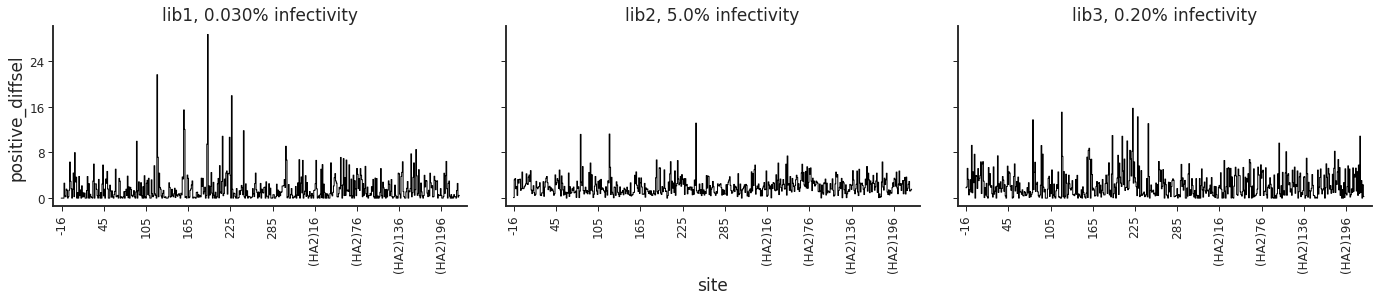 lib1, 0.030% infectivity
lib2, 5.0% infectivity
lib3, 0.20% infectivity
positive_diffsel
24
16
8
0
-16 45 105 165 225 285 (HA2)16 (HA2)76 (HA2)136 (HA2)196
-16 45 105 165 225 285 (HA2)16 (HA2)76 (HA2)136 (HA2)196
-16 45 105 165 225 285 (HA2)16 (HA2)76 (HA2)136 (HA2)196
site